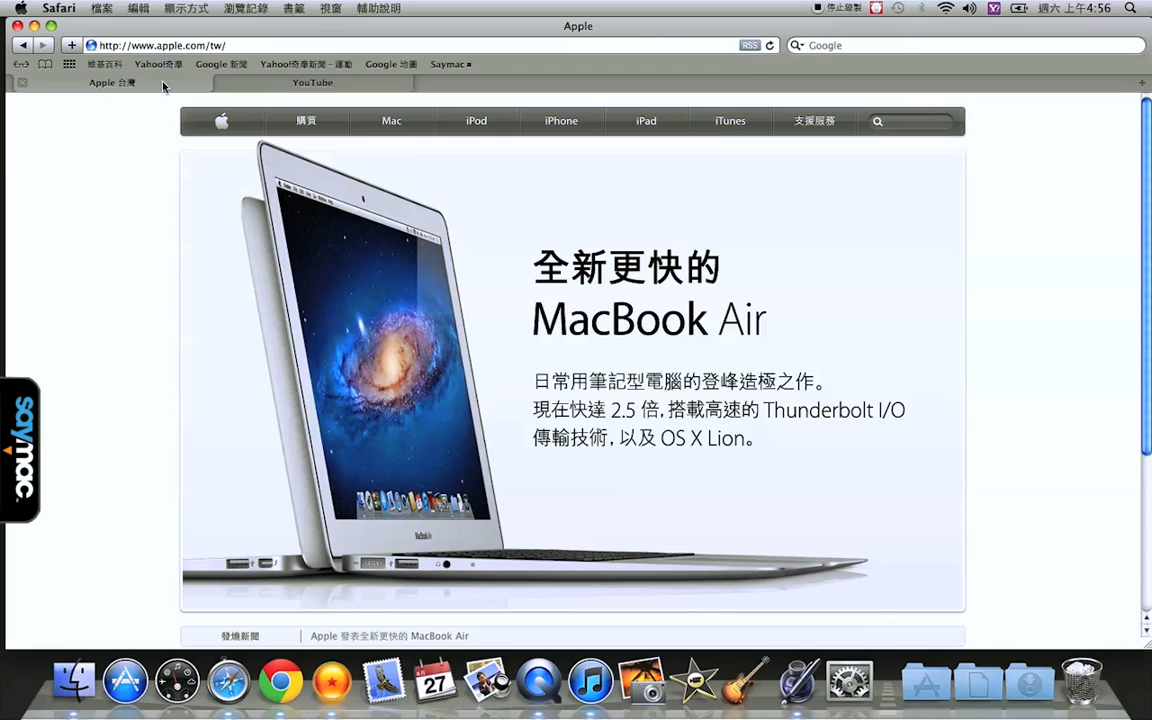 Safari 檔案 編輯 顯示方式 瀏覽記錄 書籤 視窗 輔助說明 停止錄製 週六 上午4:56
Apple
http://www.apple.com/tw/ RSS Google
維基百科 Yahoo!奇摩 Google 新聞 Yahoo!奇摩新聞 - 運動 Google 地圖 Saymac
Apple 台灣 YouTube
購買 Mac iPod iPhone iPad iTunes 支援服務
全新更快的
MacBook Air
日常用筆記型電腦的登峰造極之作。
現在快達 2.5 倍, 搭載高速的 Thunderbolt I/O
傳輸技術, 以及 OS X Lion。
saymac
MacBook Air
發燒新聞 Apple 發表全新更快的 MacBook Air
27